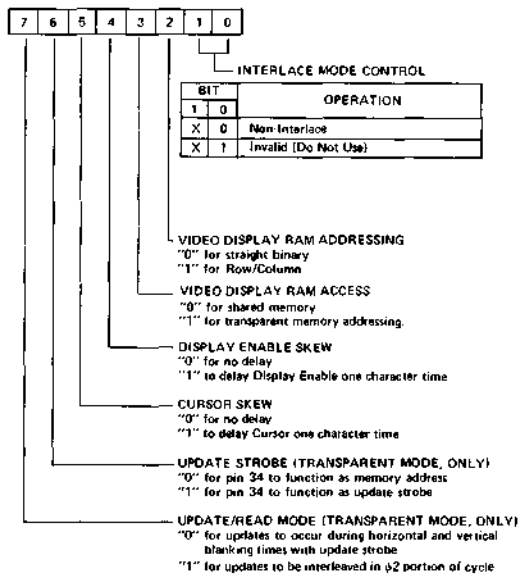 7 6 5 4 3 2 1 0
INTERLACE MODE CONTROL
BIT OPERATION
1 0
X 0 Non-Interlace
X 1 Invalid (Do Not Use)
VIDEO DISPLAY RAM ADDRESSING
"0" for straight binary
"1" for Row/Column
VIDEO DISPLAY RAM ACCESS
"0" for shared memory
"1" for transparent memory addressing.
DISPLAY ENABLE SKEW
"0" for no delay
"1" to delay Display Enable one character time
CURSOR SKEW
"0" for no delay
"1" to delay Cursor one character time
UPDATE STROBE (TRANSPARENT MODE, ONLY)
"0" for pin 34 to function as memory address
"1" for pin 34 to function as update strobe
UPDATE/READ MODE (TRANSPARENT MODE, ONLY)
"0" for updates to occur during horizontal and vertical
blanking times with update strobe
"1" for updates to be interleaved in ϕ2 portion of cycle